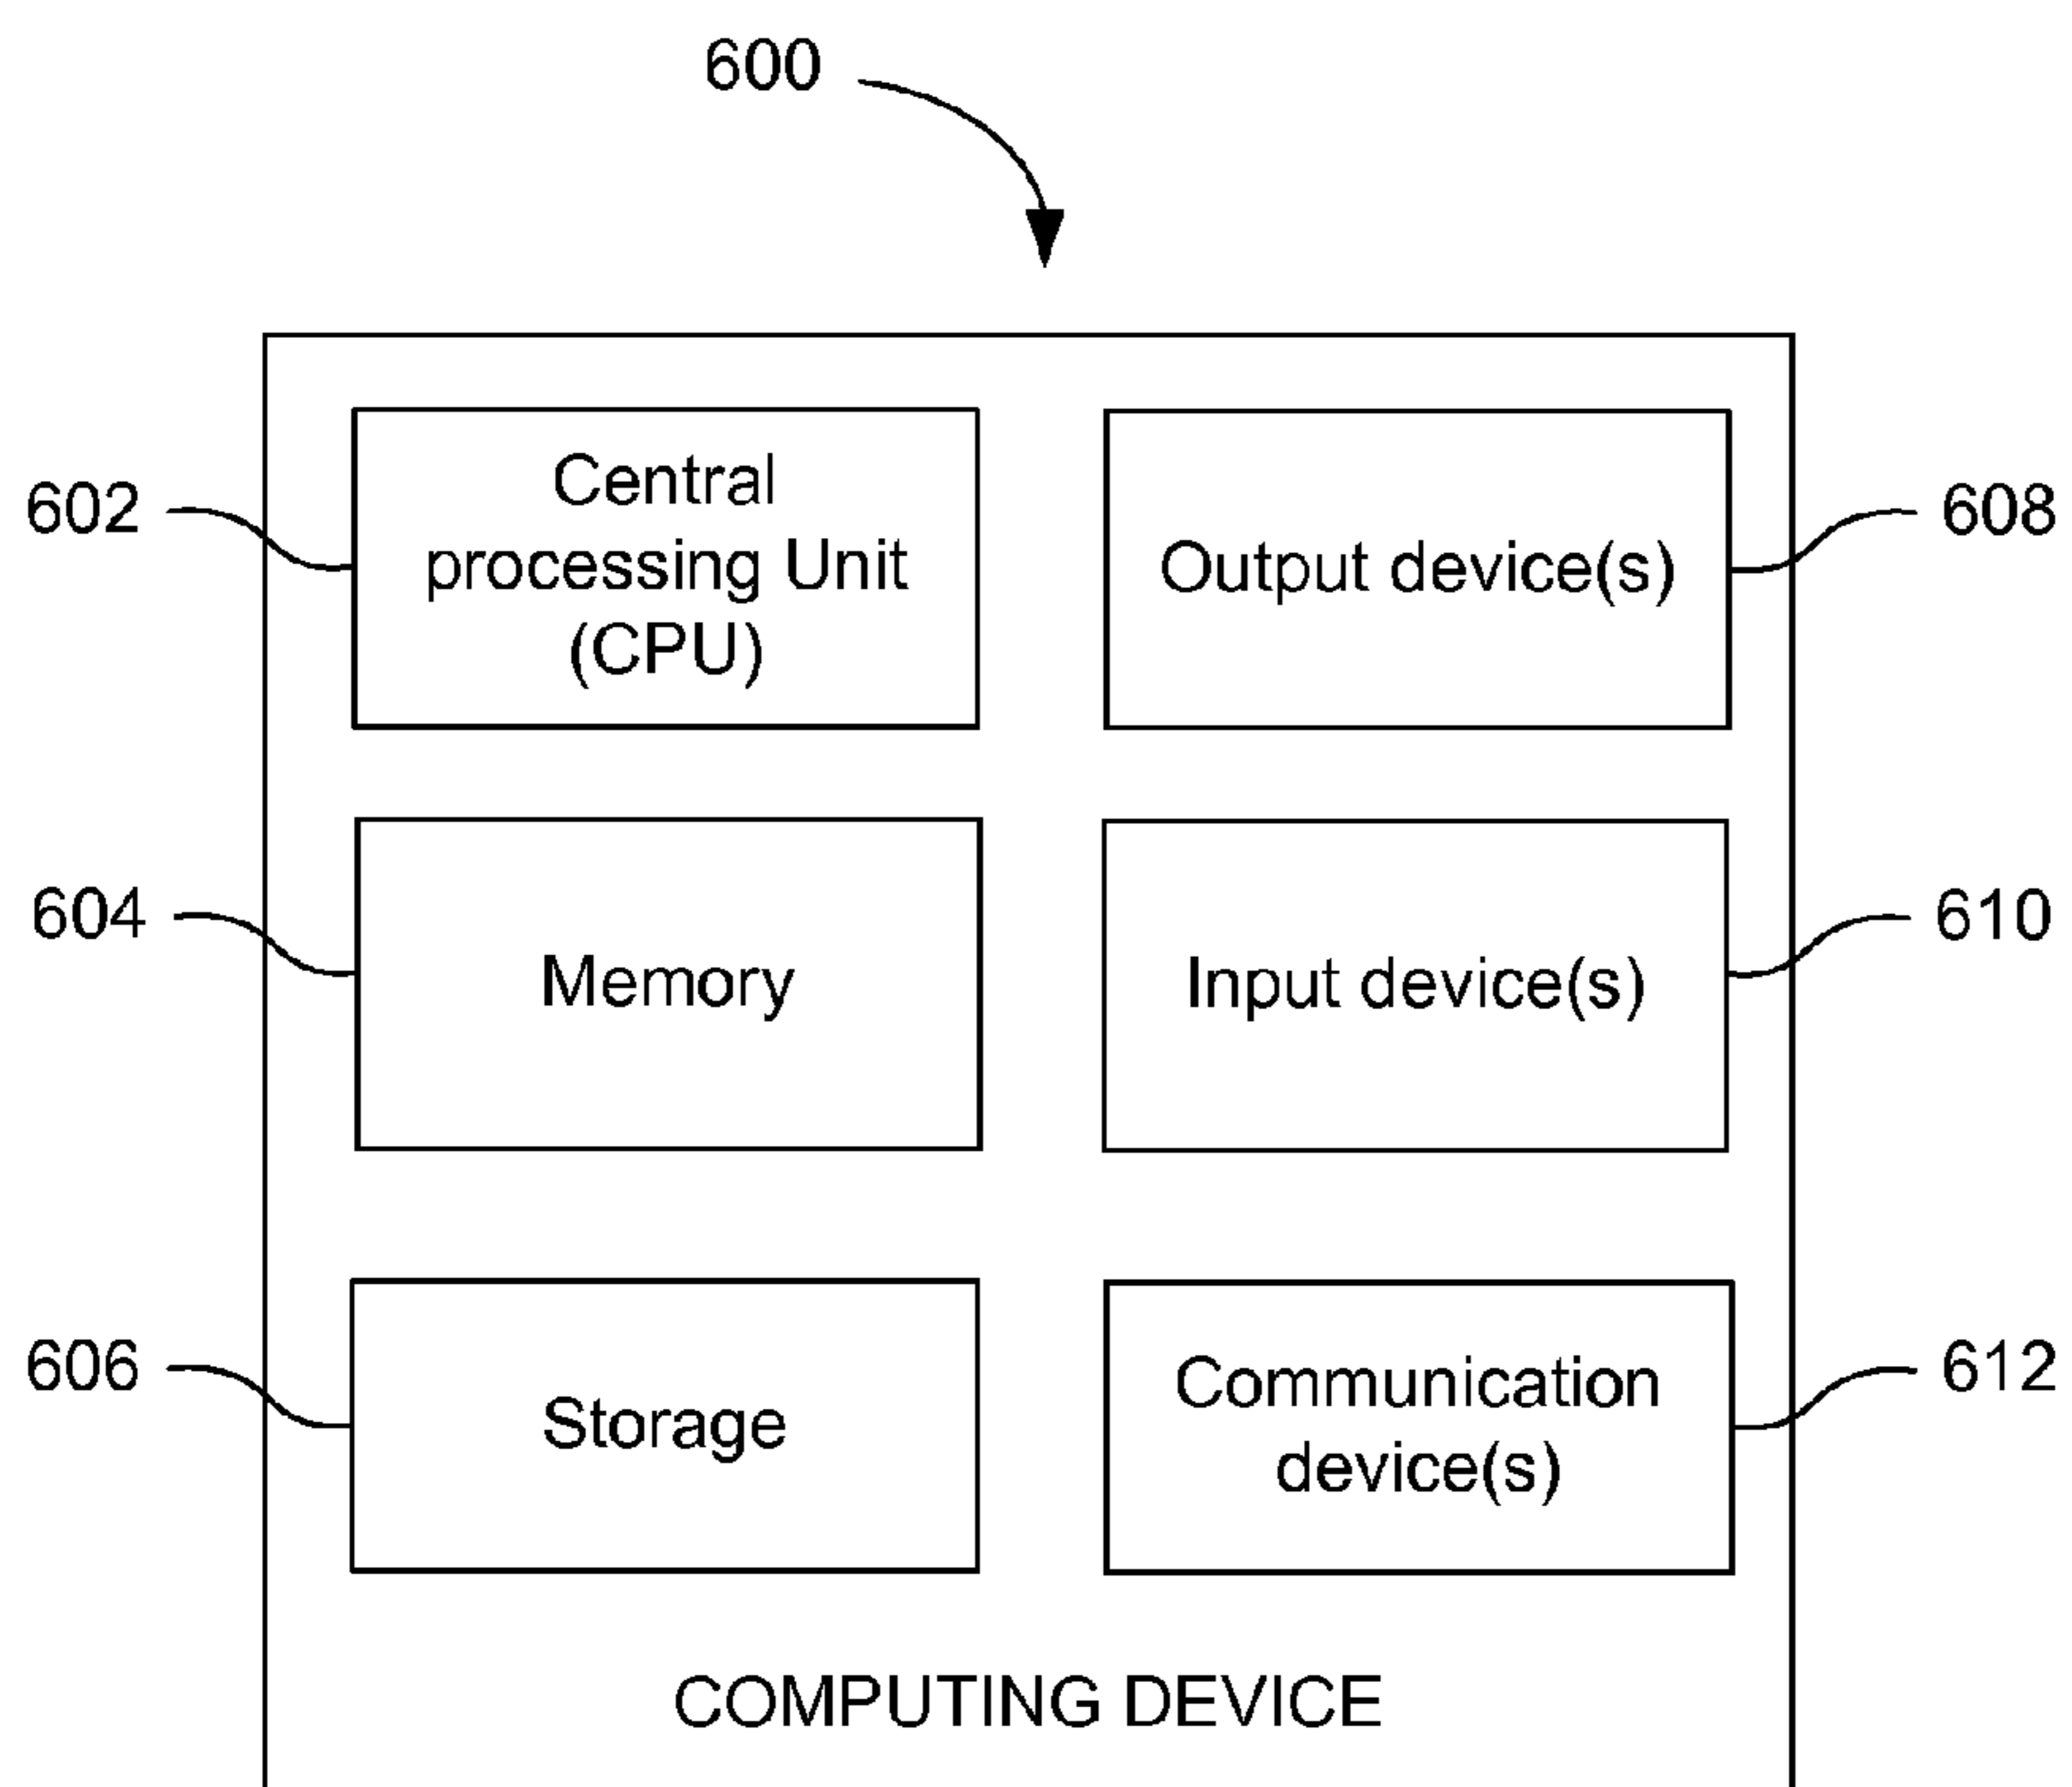 600
602
Central
processing Unit
(CPU)
Output device(s)
608
604
Memory
Input device(s)
610
606
Storage
Communication
device(s)
612
COMPUTING DEVICE